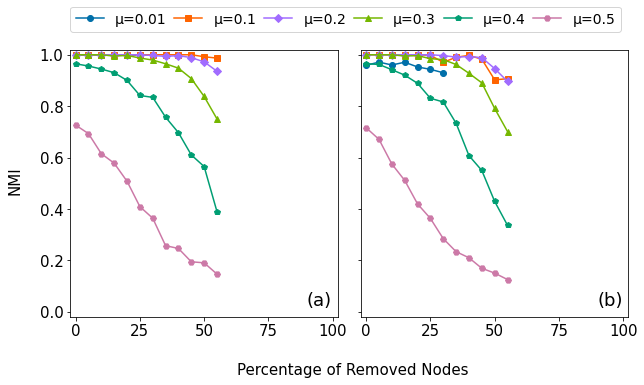 μ=0.01 μ=0.1 μ=0.2 μ=0.3 μ=0.4 μ=0.5
1.0
0.8
0.6
0.4
0.2
0.0
NMI
(a) (b)
0 25 50 75 100 0 25 50 75 100
Percentage of Removed Nodes